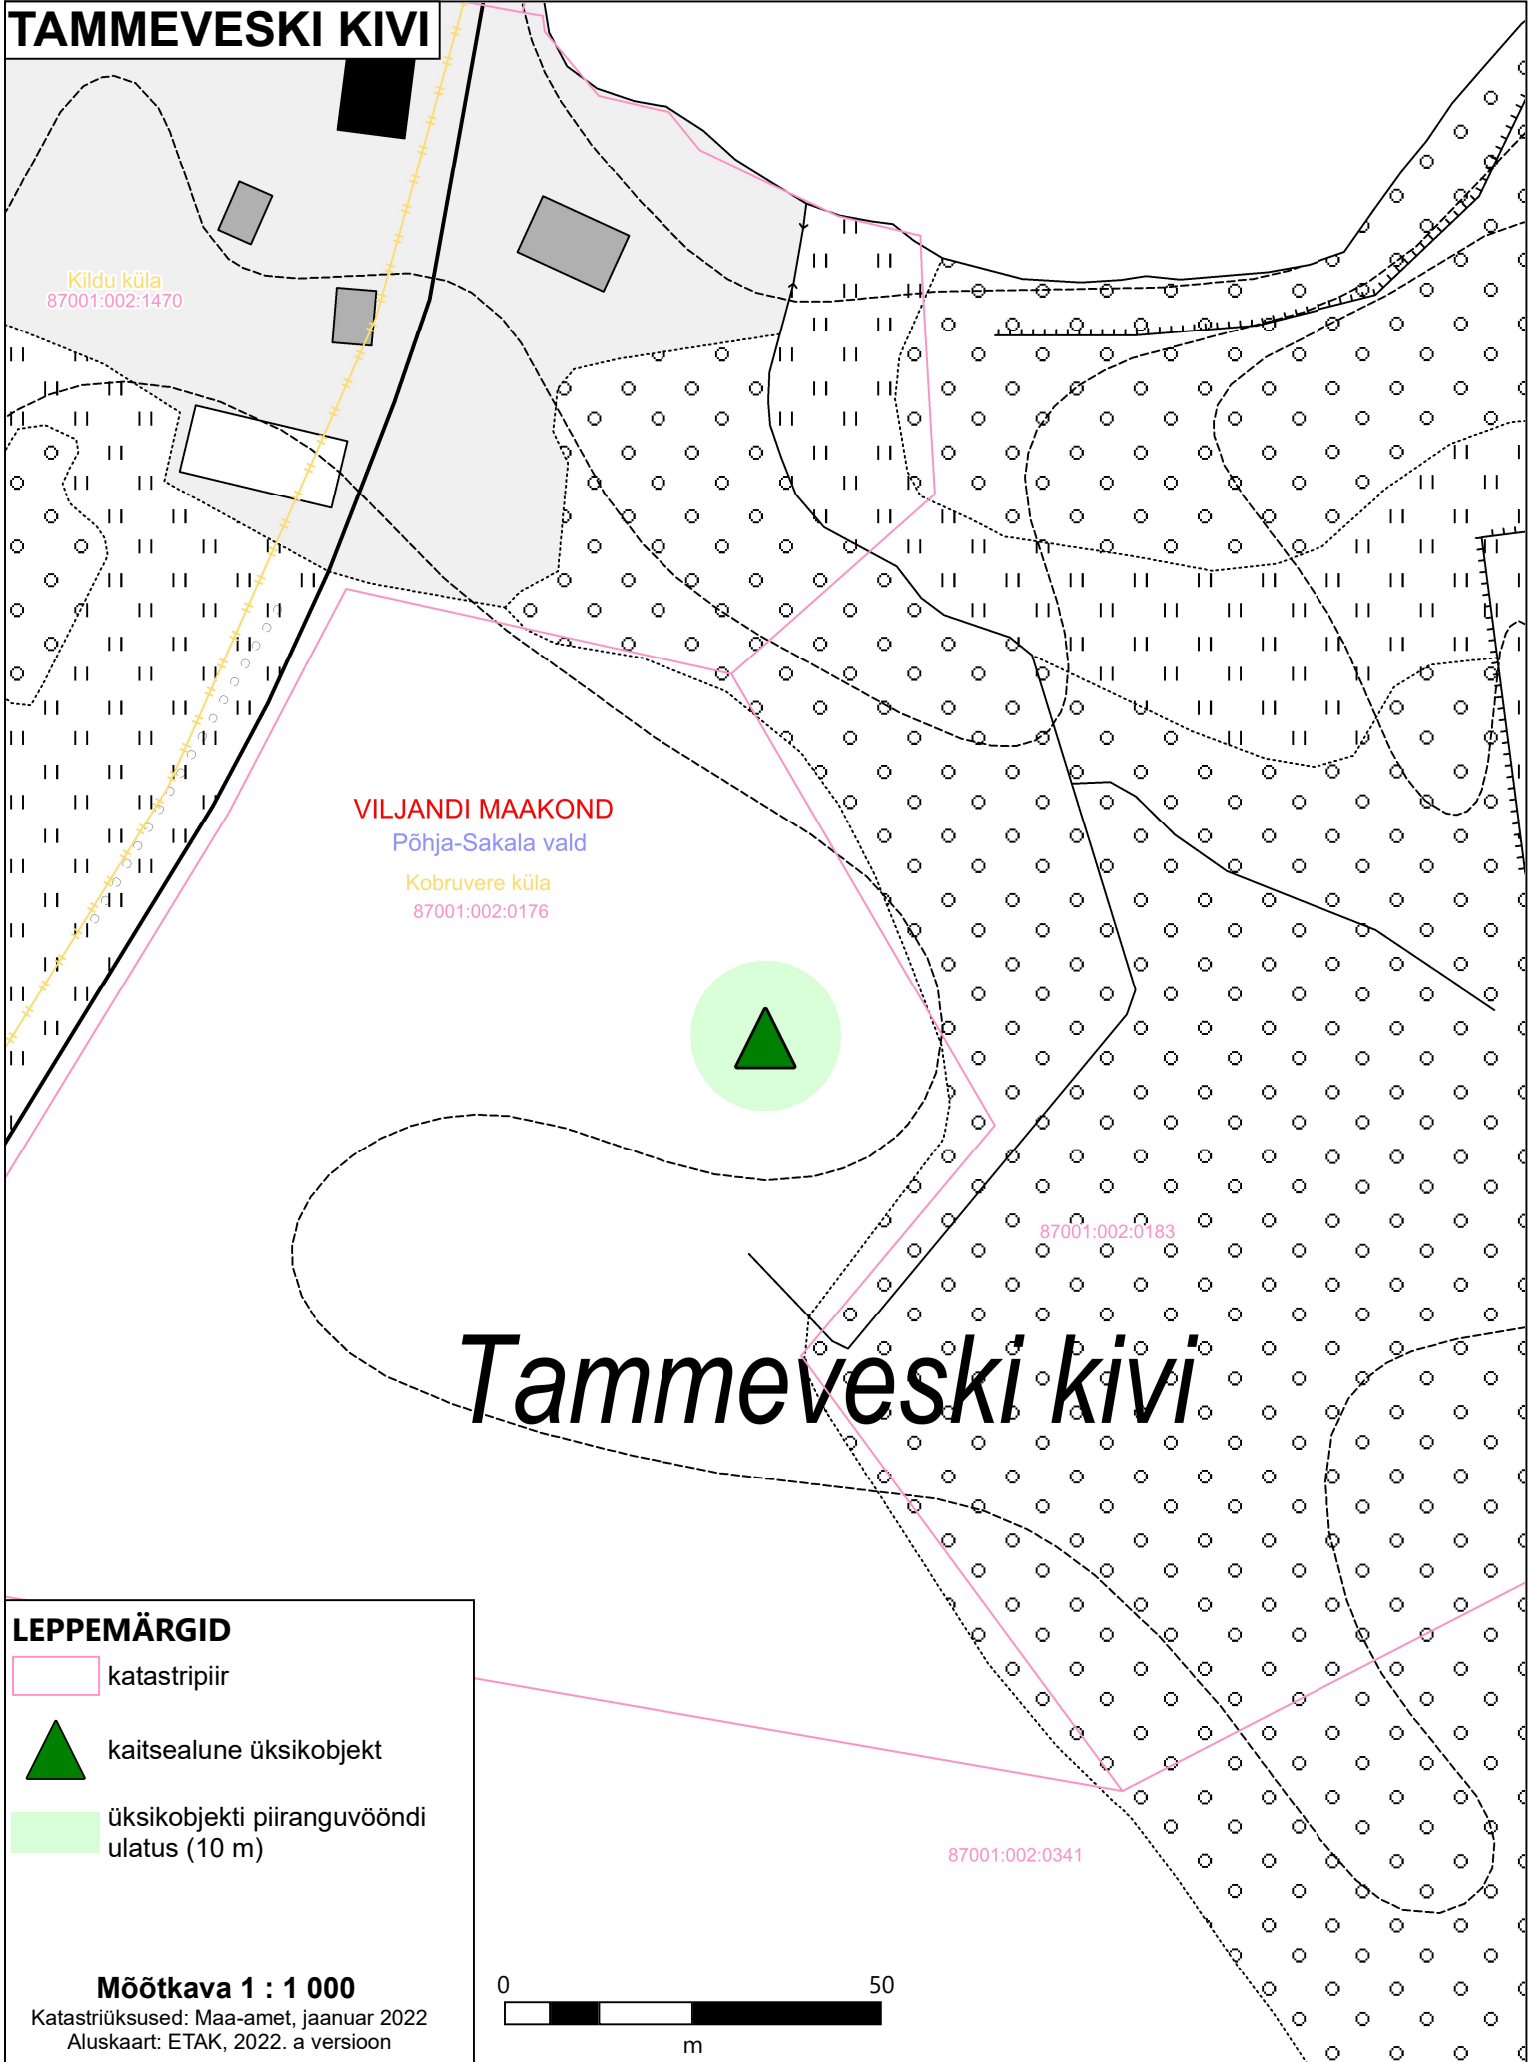 TAMMEVESKI KIVI
Kildu küla
87001:002:1470
VILJANDI MAAKOND
Põhja-Sakala vald
Kobruvere küla
87001:002:0176
87001:002:0183
Tammeveski kivi
87001:002:0341
LEPPEMÄRGID
katastripiir
kaitsealune üksikobjekt
üksikobjekti piiranguvööndi
ulatus (10 m)
Mõõtkava 1 : 1 000
Katastriüksused: Maa-amet, jaanuar 2022
Aluskaart: ETAK, 2022. a versioon
0 50
m